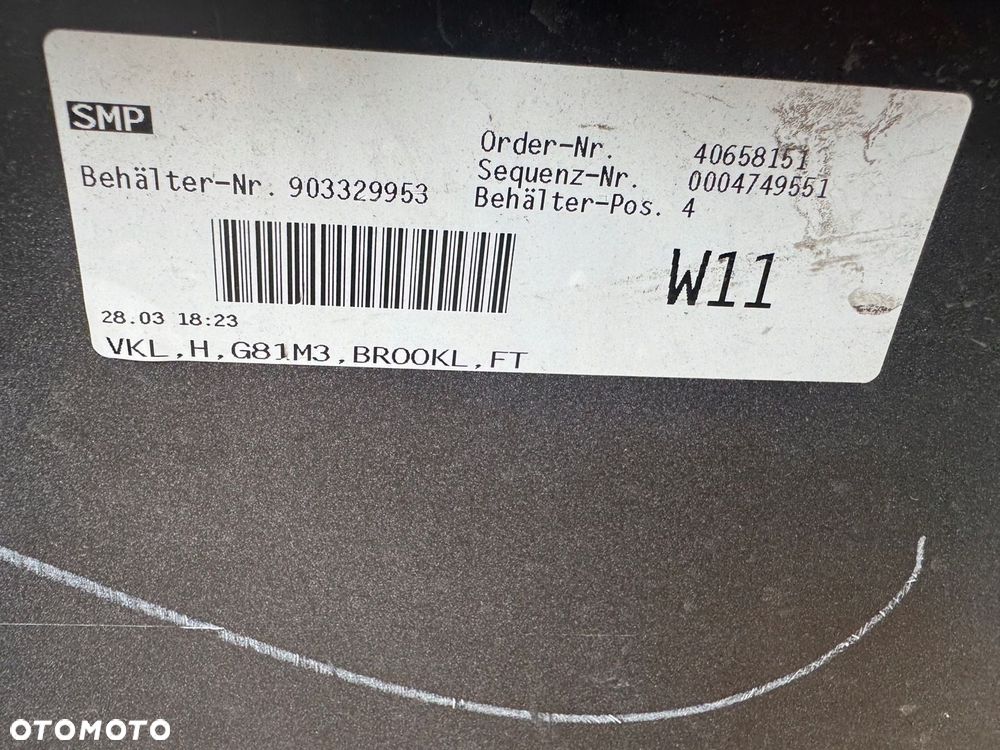 SMP
Order-Nr. 40658151
Sequenz-Nr. 0004749551
Behälter-Nr. 903329953
Behälter-Pos. 4
W11
28.03 18:23
VKL,H,G81M3,BROOKL,FT
OTOMOTO